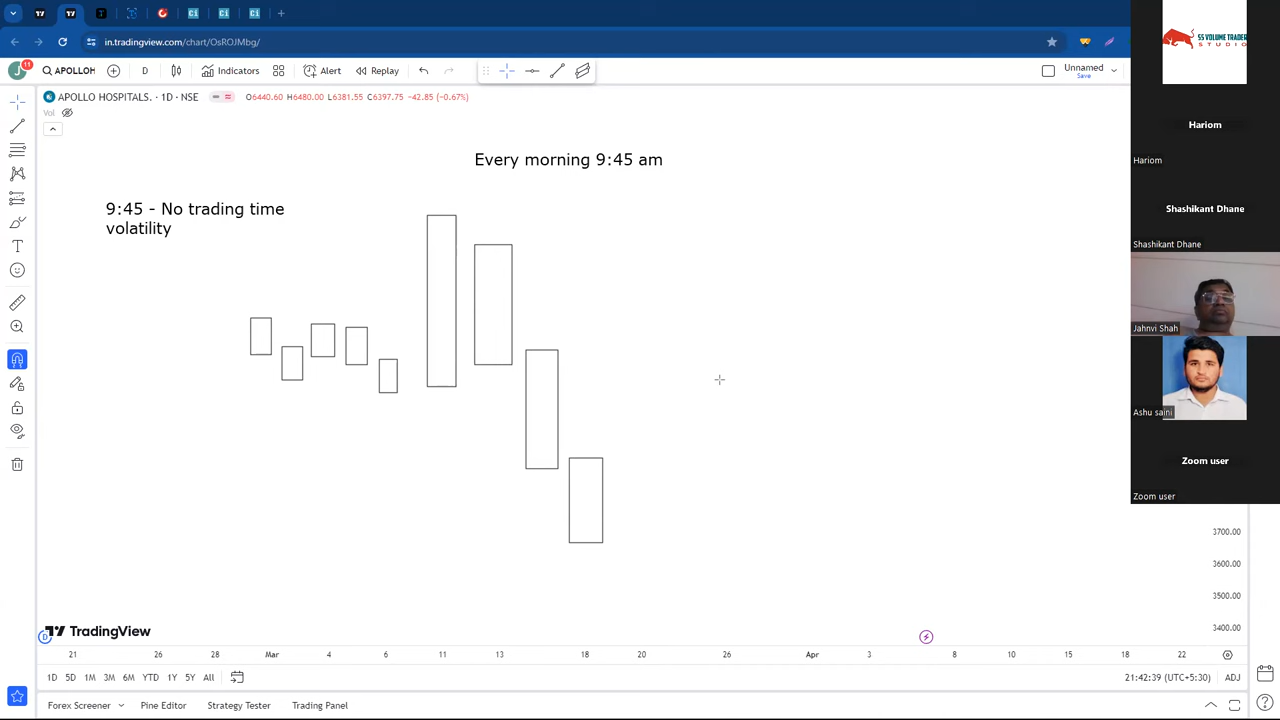 in.tradingview.com/chart/OsROJMbg/
J 11 APOLLOH D Indicators Alert Replay Unnamed
Save
APOLLO HOSPITALS. · 1D · NSE O6440.60 H6480.00 L6381.55 C6397.75 -42.85 (-0.67%)
Vol
Every morning 9:45 am
9:45 - No trading time
volatility
SS VOLUME TRADER
STUDIO
Hariom
Hariom
Shashikant Dhane
Shashikant Dhane
Jahnvi Shah
Ashu saini
Zoom user
Zoom user
3700.00
3600.00
3500.00
3400.00
TradingView
21 26 28 Mar 4 6 11 13 18 20 26 Apr 3 8 10 15 18 22
1D 5D 1M 3M 6M YTD 1Y 5Y All 21:42:39 (UTC+5:30) ADJ
Forex Screener Pine Editor Strategy Tester Trading Panel